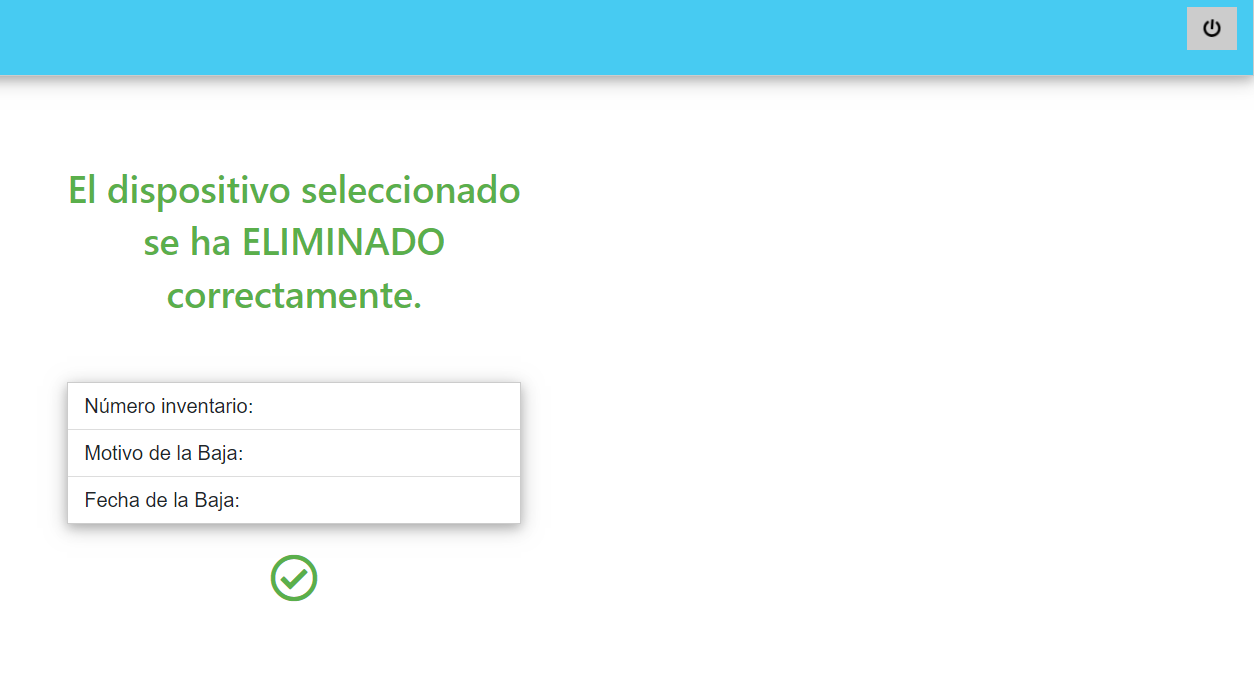 El dispositivo seleccionado
se ha ELIMINADO
correctamente.
Número inventario:
Motivo de la Baja:
Fecha de la Baja: